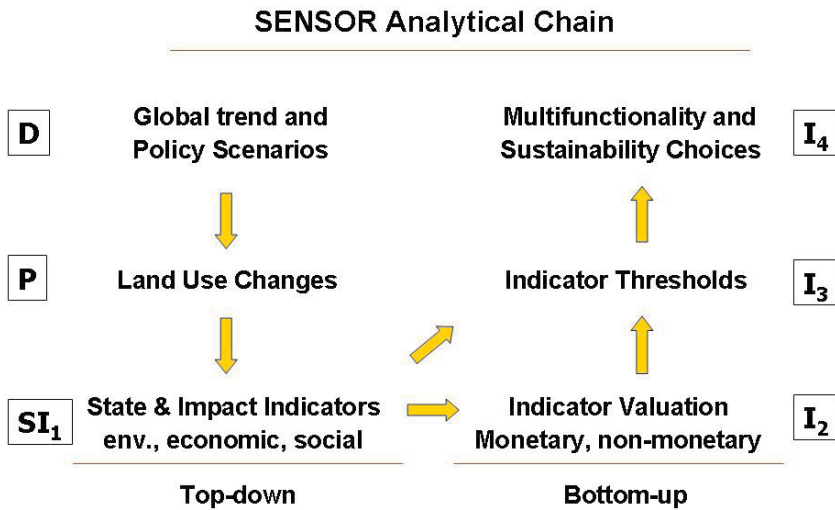 SENSOR Analytical Chain
D
Global trend and
Policy Scenarios
Multifunctionality and
Sustainability Choices
I₄
P
Land Use Changes
Indicator Thresholds
I₃
SI₁
State & Impact Indicators
env., economic, social
Indicator Valuation
Monetary, non-monetary
I₂
Top-down
Bottom-up